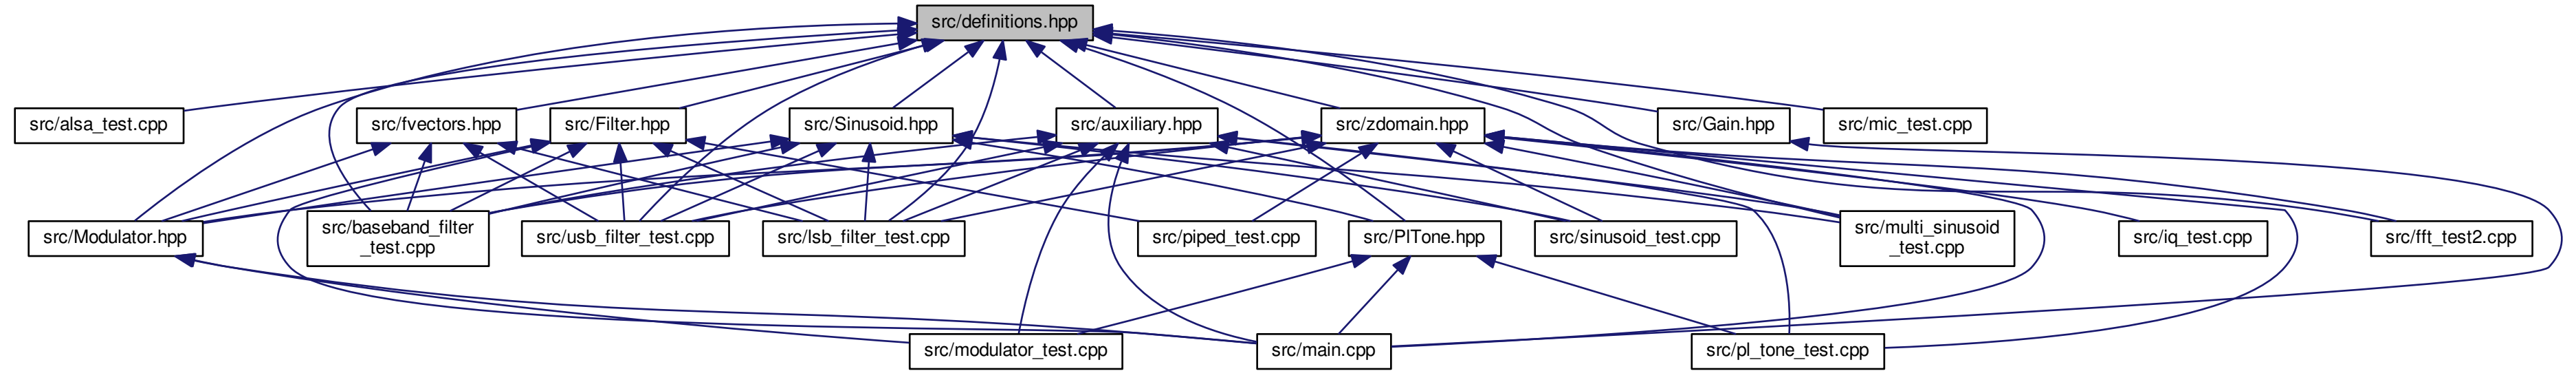 src/definitions.hpp
src/alsa_test.cpp
src/fvectors.hpp
src/Filter.hpp
src/Sinusoid.hpp
src/auxiliary.hpp
src/zdomain.hpp
src/Gain.hpp
src/mic_test.cpp
src/Modulator.hpp
src/baseband_filter
_test.cpp
src/usb_filter_test.cpp
src/lsb_filter_test.cpp
src/piped_test.cpp
src/PlTone.hpp
src/sinusoid_test.cpp
src/multi_sinusoid
_test.cpp
src/iq_test.cpp
src/fft_test2.cpp
src/modulator_test.cpp
src/main.cpp
src/pl_tone_test.cpp